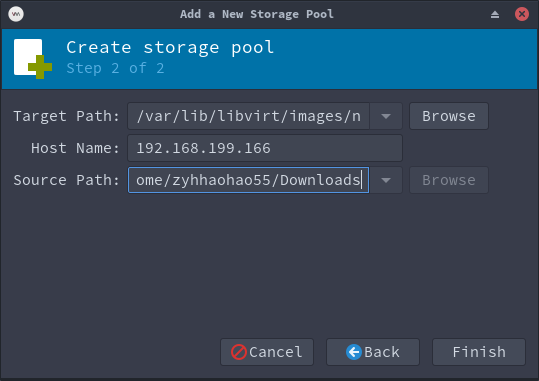 Add a New Storage Pool
Create storage pool
Step 2 of 2
Target Path: /var/lib/libvirt/images/n Browse
Host Name: 192.168.199.166
Source Path: ome/zyhhaohao55/Downloads Browse
Cancel Back Finish